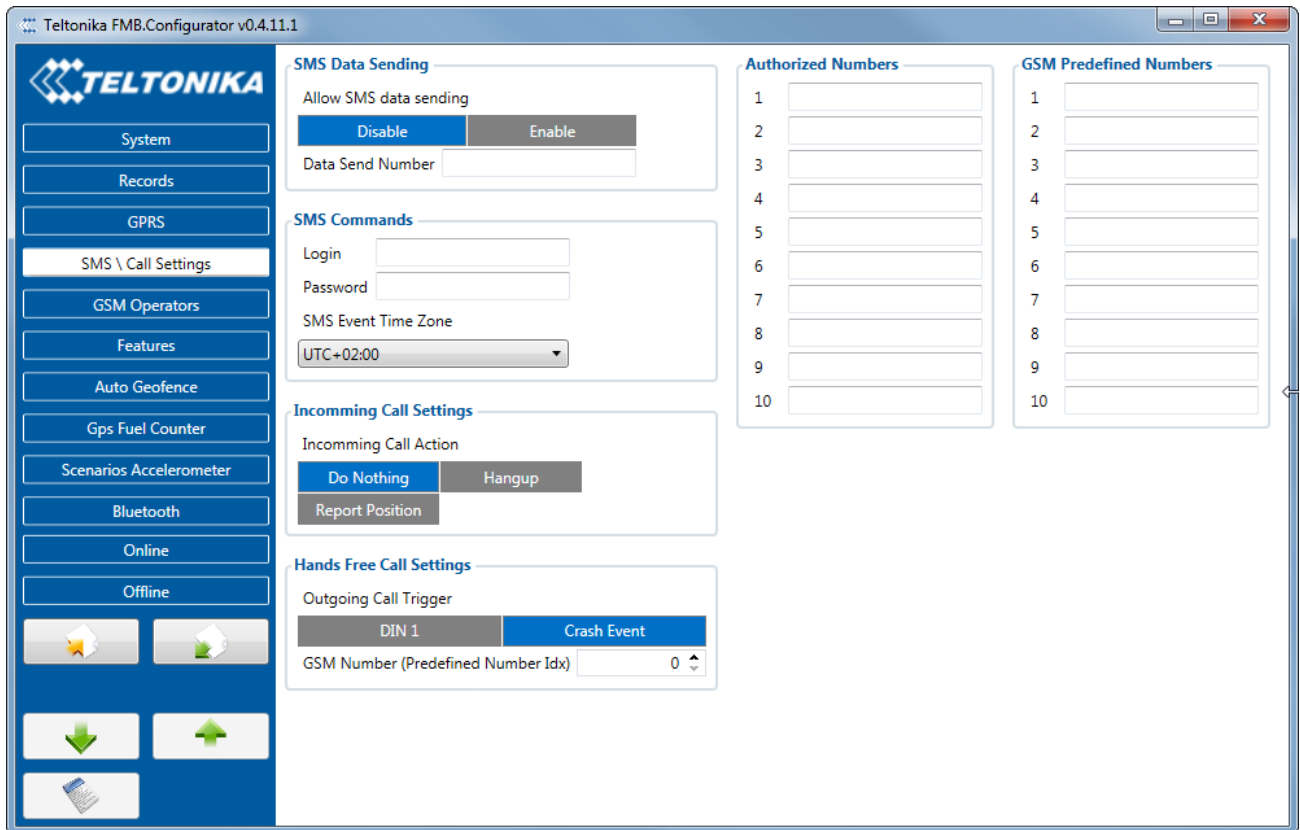 Teltonika FMB.Configurator v0.4.11.1
TELTONIKA
System
Records
GPRS
SMS \ Call Settings
GSM Operators
Features
Auto Geofence
Gps Fuel Counter
Scenarios Accelerometer
Bluetooth
Online
Offline
SMS Data Sending
Allow SMS data sending
Disable Enable
Data Send Number
SMS Commands
Login
Password
SMS Event Time Zone
UTC+02:00
Incomming Call Settings
Incomming Call Action
Do Nothing Hangup
Report Position
Hands Free Call Settings
Outgoing Call Trigger
DIN 1 Crash Event
GSM Number (Predefined Number Idx) 0
Authorized Numbers
1
2
3
4
5
6
7
8
9
10
GSM Predefined Numbers
1
2
3
4
5
6
7
8
9
10